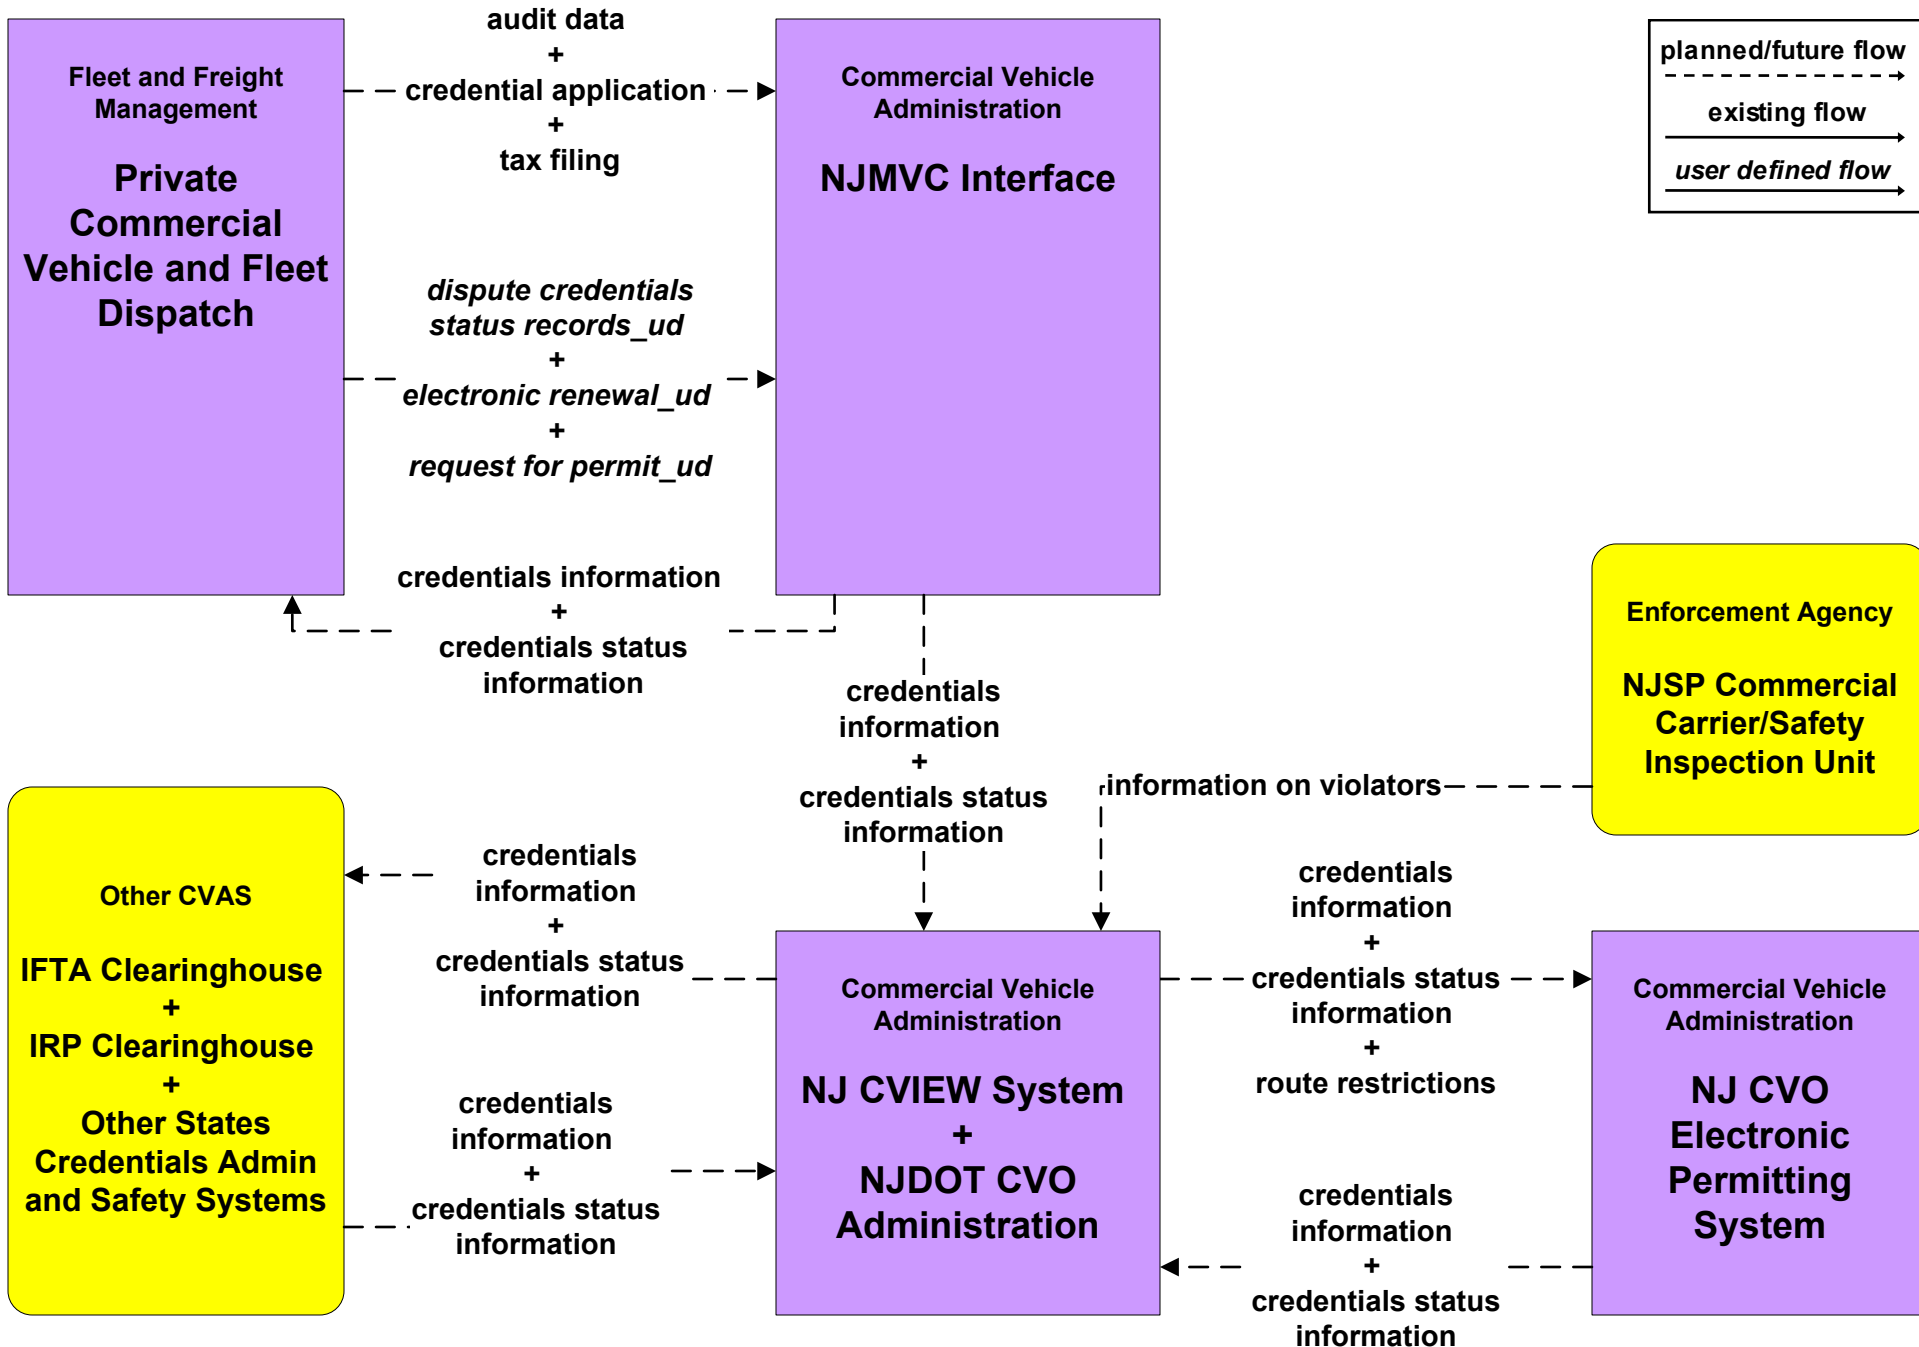 Fleet and Freight
Management
Private
Commercial
Vehicle and Fleet
Dispatch
audit data
+
credential application
+
tax filing
dispute credentials
status records_ud
+
electronic renewal_ud
+
request for permit_ud
credentials information
+
credentials status
information
Commercial Vehicle
Administration
NJMVC Interface
planned/future flow
existing flow
user defined flow
credentials
information
+
credentials status
information
Enforcement Agency
NJSP Commercial
Carrier/Safety
Inspection Unit
information on violators
Other CVAS
IFTA Clearinghouse
+
IRP Clearinghouse
+
Other States
Credentials Admin
and Safety Systems
credentials
information
+
credentials status
information
credentials
information
+
credentials status
information
Commercial Vehicle
Administration
NJ CVIEW System
+
NJDOT CVO
Administration
credentials
information
+
credentials status
information
+
route restrictions
credentials
information
+
credentials status
information
Commercial Vehicle
Administration
NJ CVO
Electronic
Permitting
System